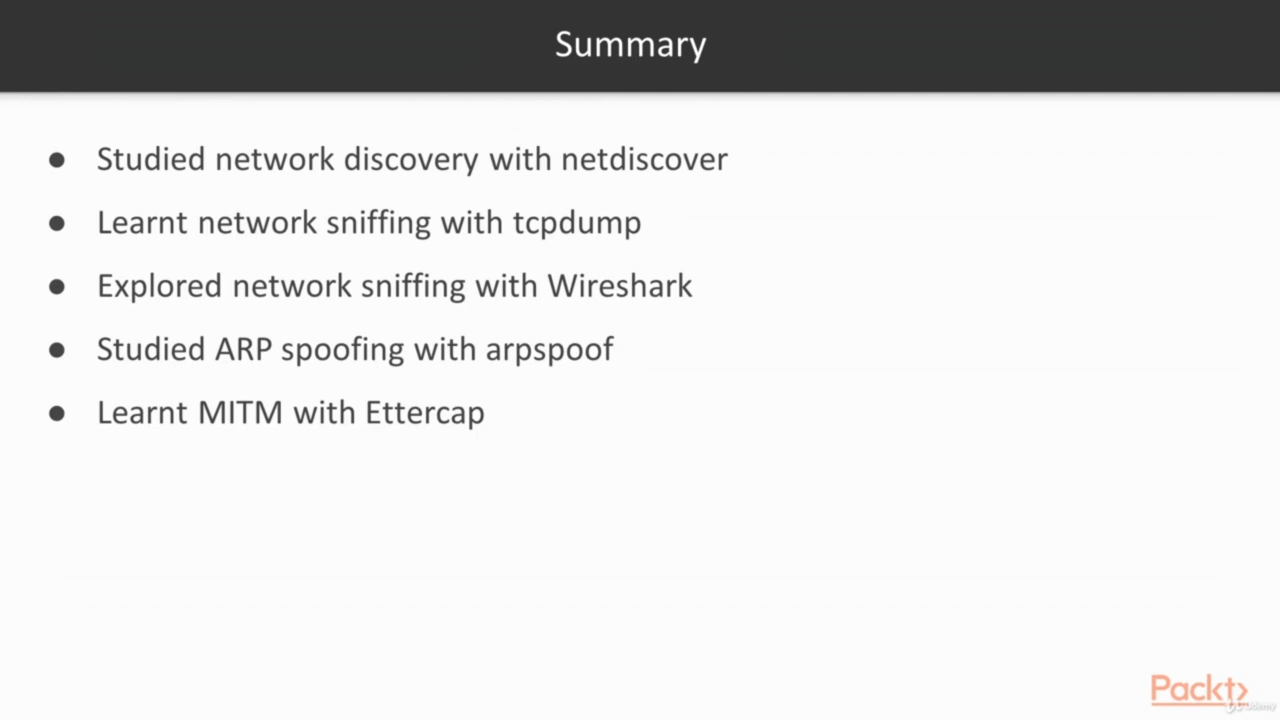 Summary
● Studied network discovery with netdiscover
● Learnt network sniffing with tcpdump
● Explored network sniffing with Wireshark
● Studied ARP spoofing with arpspoof
● Learnt MITM with Ettercap
Packt>
Udemy